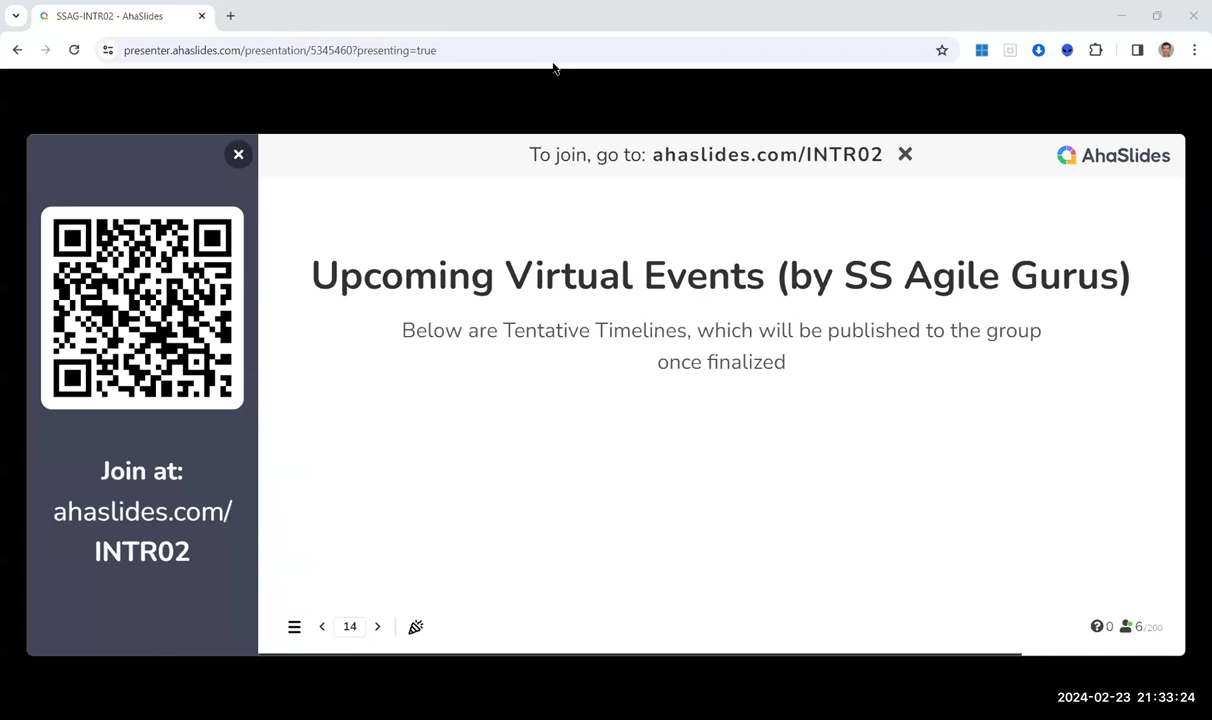 SSAG-INTR02 - AhaSlides
presenter.ahaslides.com/presentation/5345460?presenting=true
To join, go to: ahaslides.com/INTR02
AhaSlides
Upcoming Virtual Events (by SS Agile Gurus)
Below are Tentative Timelines, which will be published to the group
once finalized
Join at:
ahaslides.com/
INTR02
14
0 6/200
2024-02-23 21:33:24